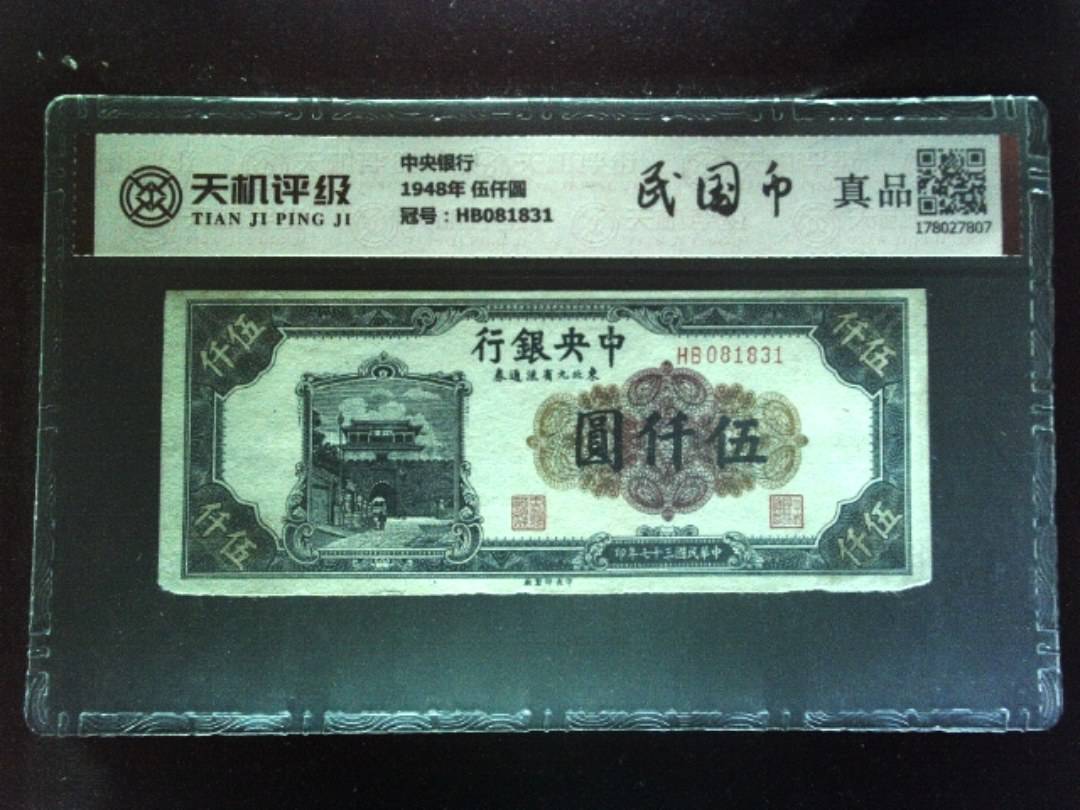 天机评级
TIAN JI PING JI
中央银行
1948年 伍仟圓
冠号：HB081831
民国币
真品
178027807
中央銀行
HB081831
東北九省流通券
伍仟
伍仟
伍仟圓
伍仟
伍仟
中華民國三十七年印